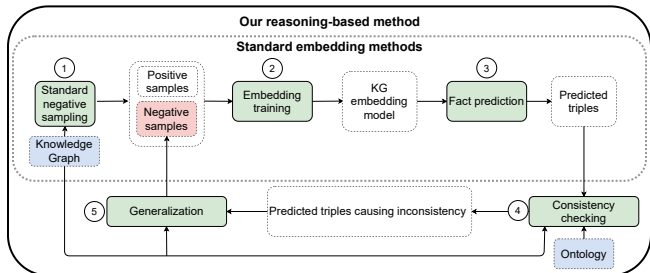 Our reasoning-based method
Standard embedding methods
1
Standard
negative
sampling
Knowledge
Graph
Positive
samples
Negative
samples
2
Embedding
training
KG
embedding
model
3
Fact prediction
Predicted
triples
5
Generalization
Predicted triples causing inconsistency
4
Consistency
checking
Ontology